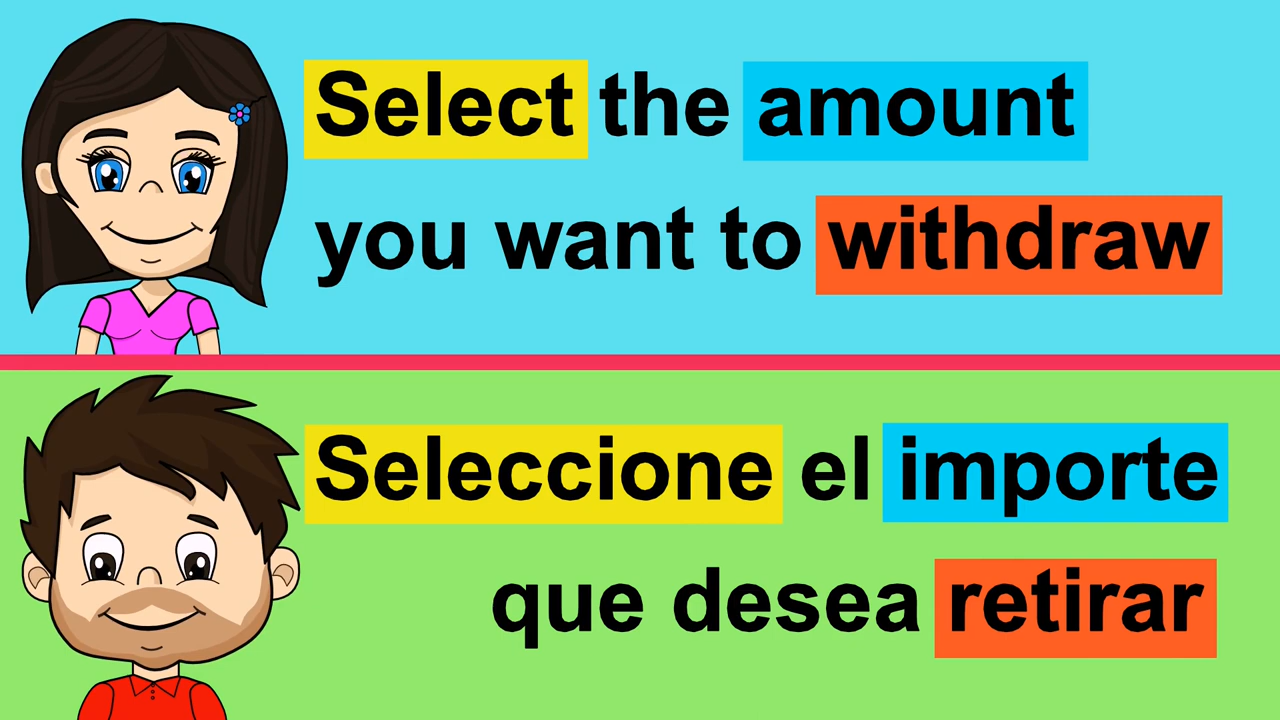 Select the amount
you want to withdraw
Seleccione el importe
que desea retirar